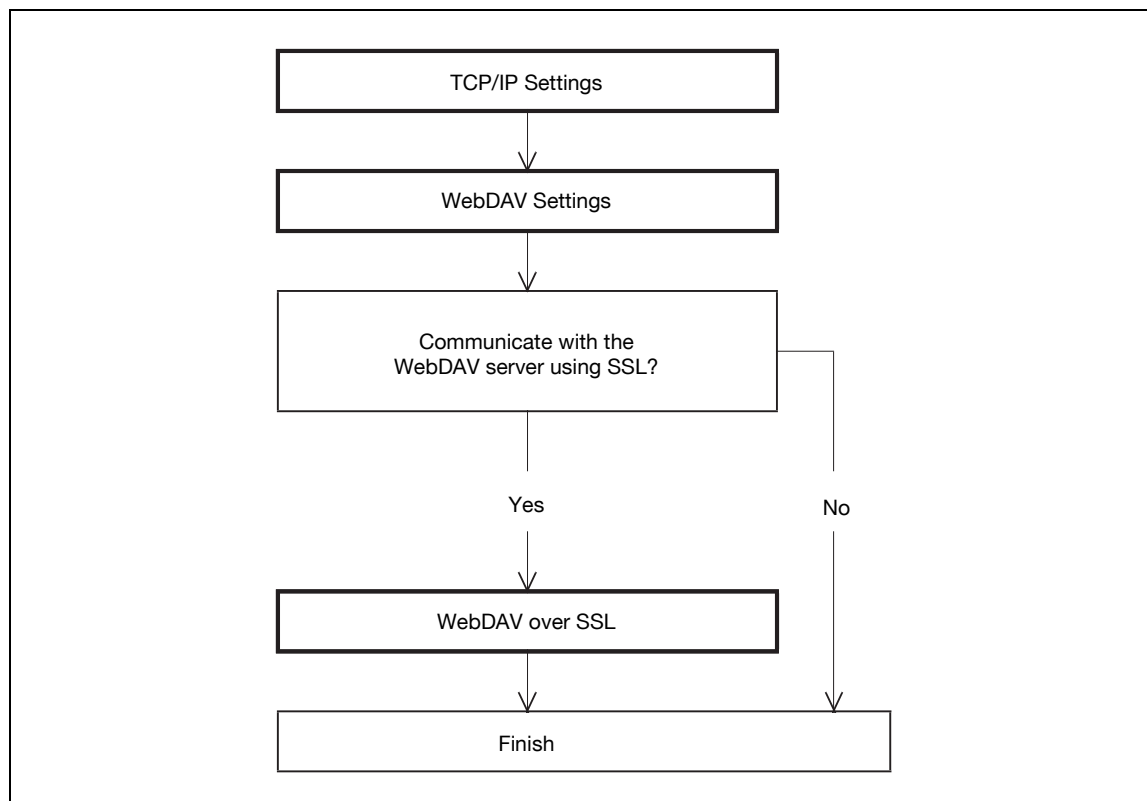 TCP/IP Settings
WebDAV Settings
Communicate with the
WebDAV server using SSL?
Yes
No
WebDAV over SSL
Finish